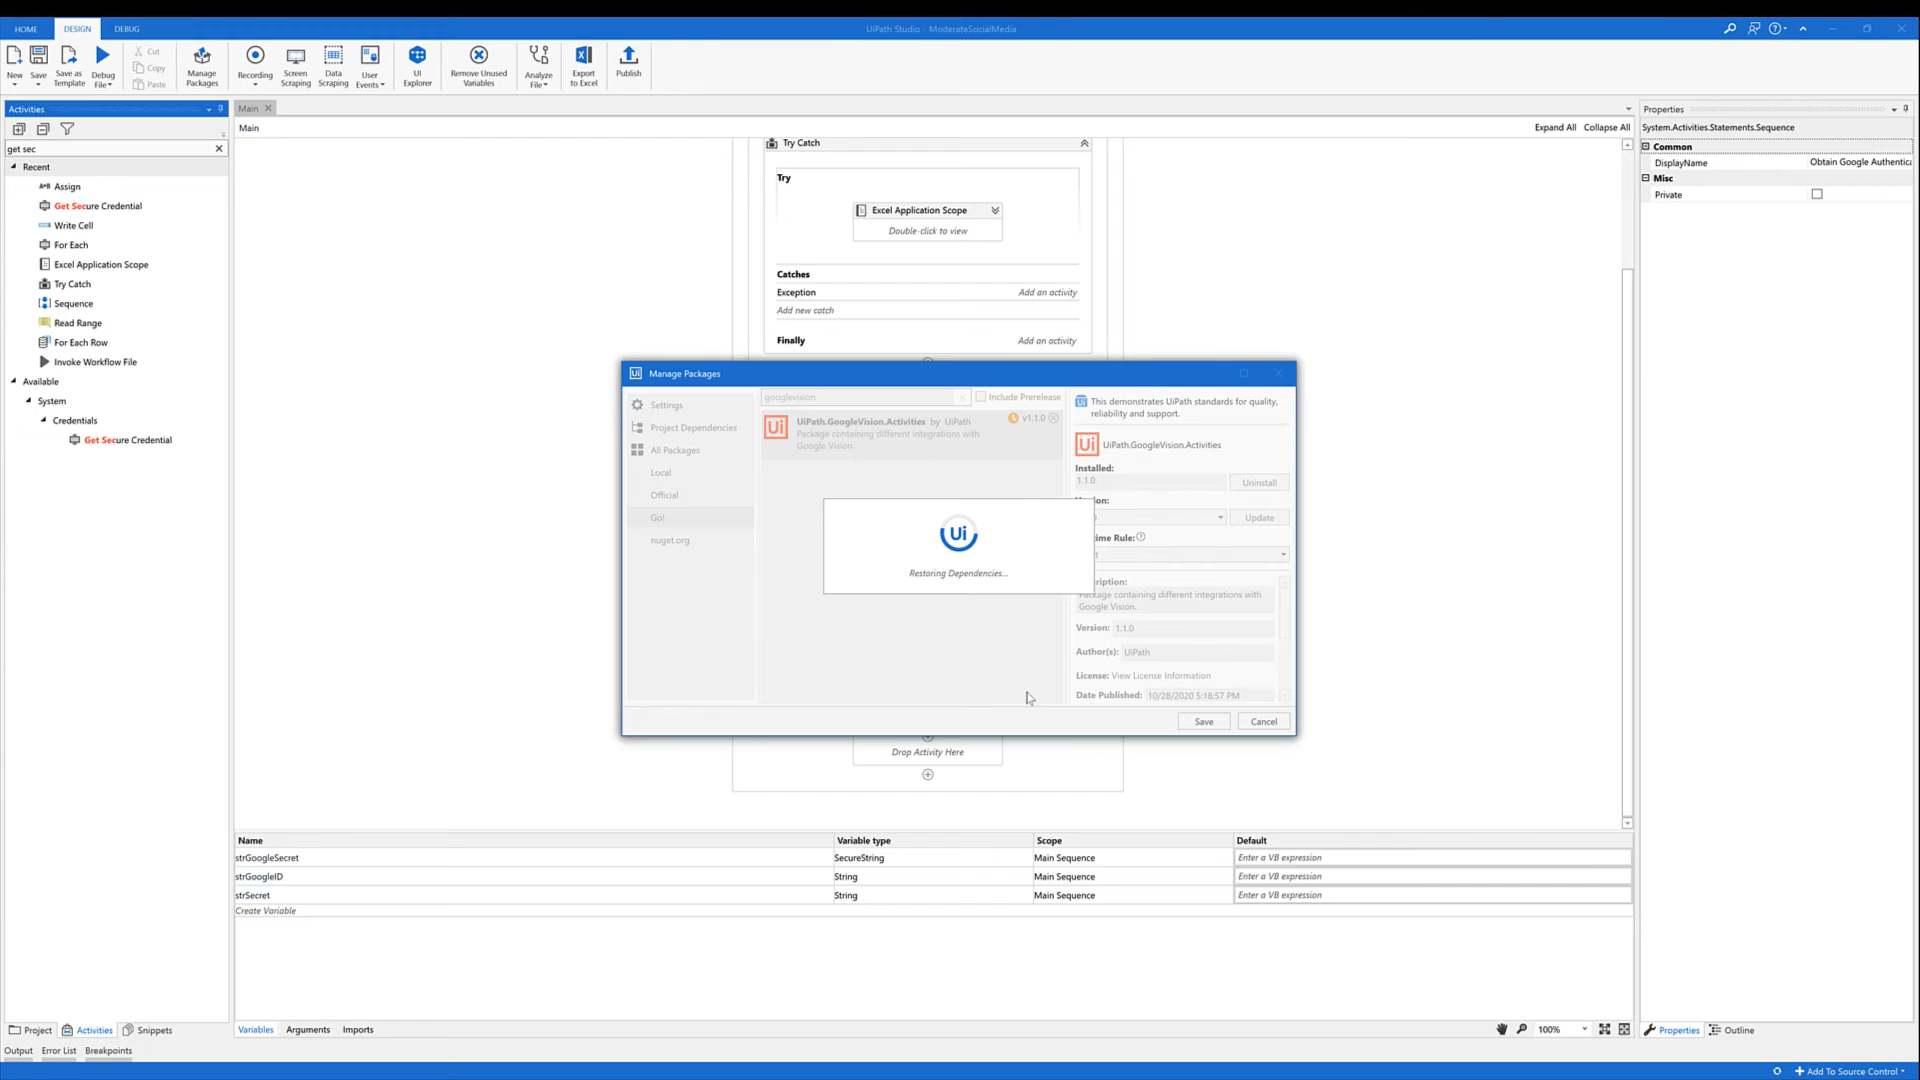 HOME
DESIGN
DEBUG
UiPath Studio - ModerateSocialMedia
New
Save
Save as Template
Debug File
Cut
Copy
Paste
Manage Packages
Recording
Screen Scraping
Data Scraping
User Events
UI Explorer
Remove Unused Variables
Analyze File
Export to Excel
Publish
Activities
get sec
Recent
Assign
Get Secure Credential
Write Cell
For Each
Excel Application Scope
Try Catch
Sequence
Read Range
For Each Row
Invoke Workflow File
Available
System
Credentials
Get Secure Credential
Main
Main
Expand All
Collapse All
Try Catch
Try
Excel Application Scope
Double-click to view
Catches
Exception
Add an activity
Add new catch
Finally
Add an activity
Manage Packages
Settings
Project Dependencies
All Packages
Local
Official
Go!
nuget.org
googlevision
Include Prerelease
UiPath.GoogleVision.Activities by UiPath
v1.1.0
Package containing different integrations with
Google Vision.
Ui
Restoring Dependencies...
This demonstrates UiPath standards for quality,
reliability and support.
UiPath.GoogleVision.Activities
Installed:
1.1.0
Uninstall
Update
Package containing different integrations with
Google Vision.
Version: 1.1.0
Author(s): UiPath
License: View License Information
Date Published: 10/28/2020 5:18:57 PM
Save
Cancel
Drop Activity Here
Name
Variable type
Scope
Default
strGoogleSecret
SecureString
Main Sequence
Enter a VB expression
strGoogleID
String
Main Sequence
Enter a VB expression
strSecret
String
Main Sequence
Enter a VB expression
Create Variable
Variables
Arguments
Imports
100%
Properties
System.Activities.Statements.Sequence
Common
DisplayName
Obtain Google Authentica
Misc
Private
Properties
Outline
Project
Activities
Snippets
Output
Error List
Breakpoints
Add To Source Control